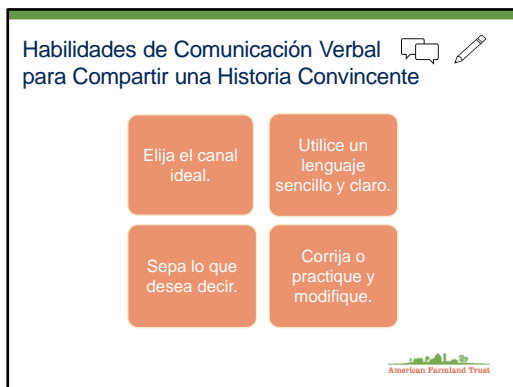 Habilidades de Comunicación Verbal
para Compartir una Historia Convincente
Elija el canal
ideal.
Utilice un
lenguaje
sencillo y claro.
Sepa lo que
desea decir.
Corrija o
practique y
modifique.
American Farmland Trust